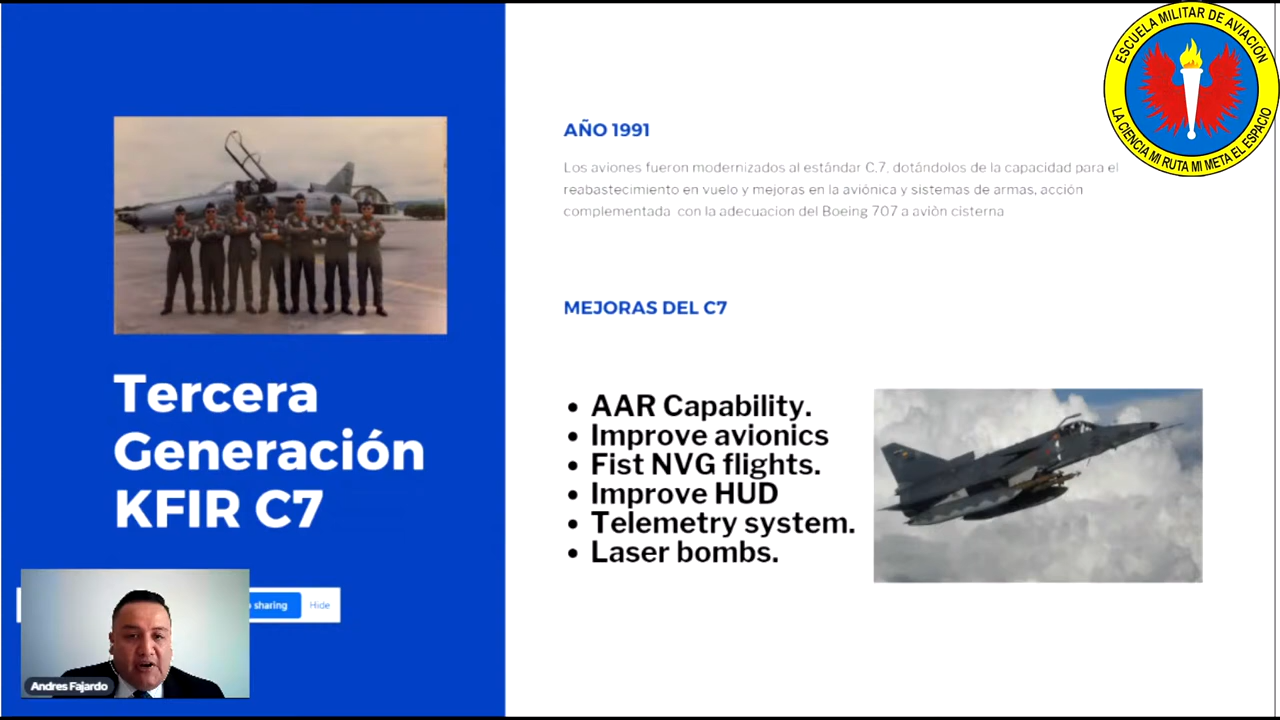 ESCUELA MILITAR DE AVIACIÓN
LA CIENCIA MI RUTA MI META EL ESPACIO
AÑO 1991
Los aviones fueron modernizados al estándar C.7, dotándolos de la capacidad para el
reabastecimiento en vuelo y mejoras en la aviónica y sistemas de armas, acción
complementada con la adecuacion del Boeing 707 a aviòn cisterna
Tercera
Generación
KFIR C7
MEJORAS DEL C7
• AAR Capability.
• Improve avionics
• Fist NVG flights.
• Improve HUD
• Telemetry system.
• Laser bombs.
sharing Hide
Andres Fajardo